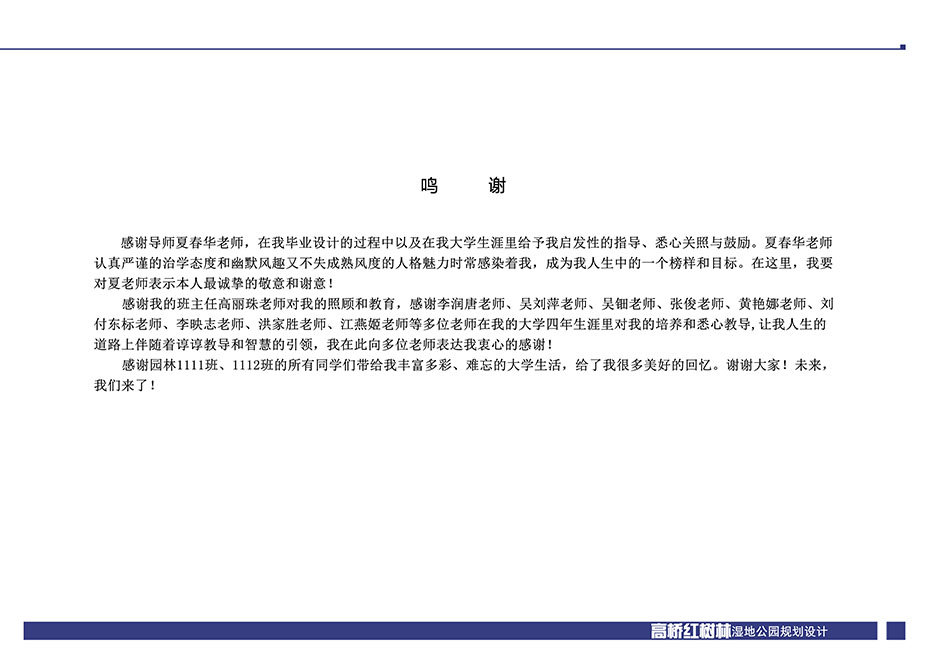 鸣 谢
感谢导师夏春华老师，在我毕业设计的过程中以及在我大学生涯里给予我启发性的指导、悉心关照与鼓励。夏春华老师
认真严谨的治学态度和幽默风趣又不失成熟风度的人格魅力时常感染着我，成为我人生中的一个榜样和目标。在这里，我要
对夏老师表示本人最诚挚的敬意和谢意！
感谢我的班主任高丽珠老师对我的照顾和教育，感谢李润唐老师、吴刘萍老师、吴钿老师、张俊老师、黄艳娜老师、刘
付东标老师、李映志老师、洪家胜老师、江燕姬老师等多位老师在我的大学四年生涯里对我的培养和悉心教导,让我人生的
道路上伴随着谆谆教导和智慧的引领，我在此向多位老师表达我衷心的感谢！
感谢园林1111班、1112班的所有同学们带给我丰富多彩、难忘的大学生活，给了我很多美好的回忆。谢谢大家！未来，
我们来了！
高桥红树林湿地公园规划设计